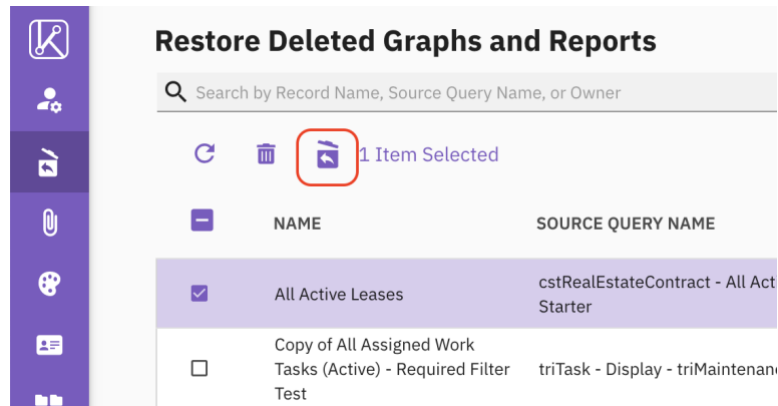 Restore Deleted Graphs and Reports
Search by Record Name, Source Query Name, or Owner
1 Item Selected
NAME
SOURCE QUERY NAME
All Active Leases
cstRealEstateContract - All Act
Starter
Copy of All Assigned Work
Tasks (Active) - Required Filter
Test
triTask - Display - triMaintenanc